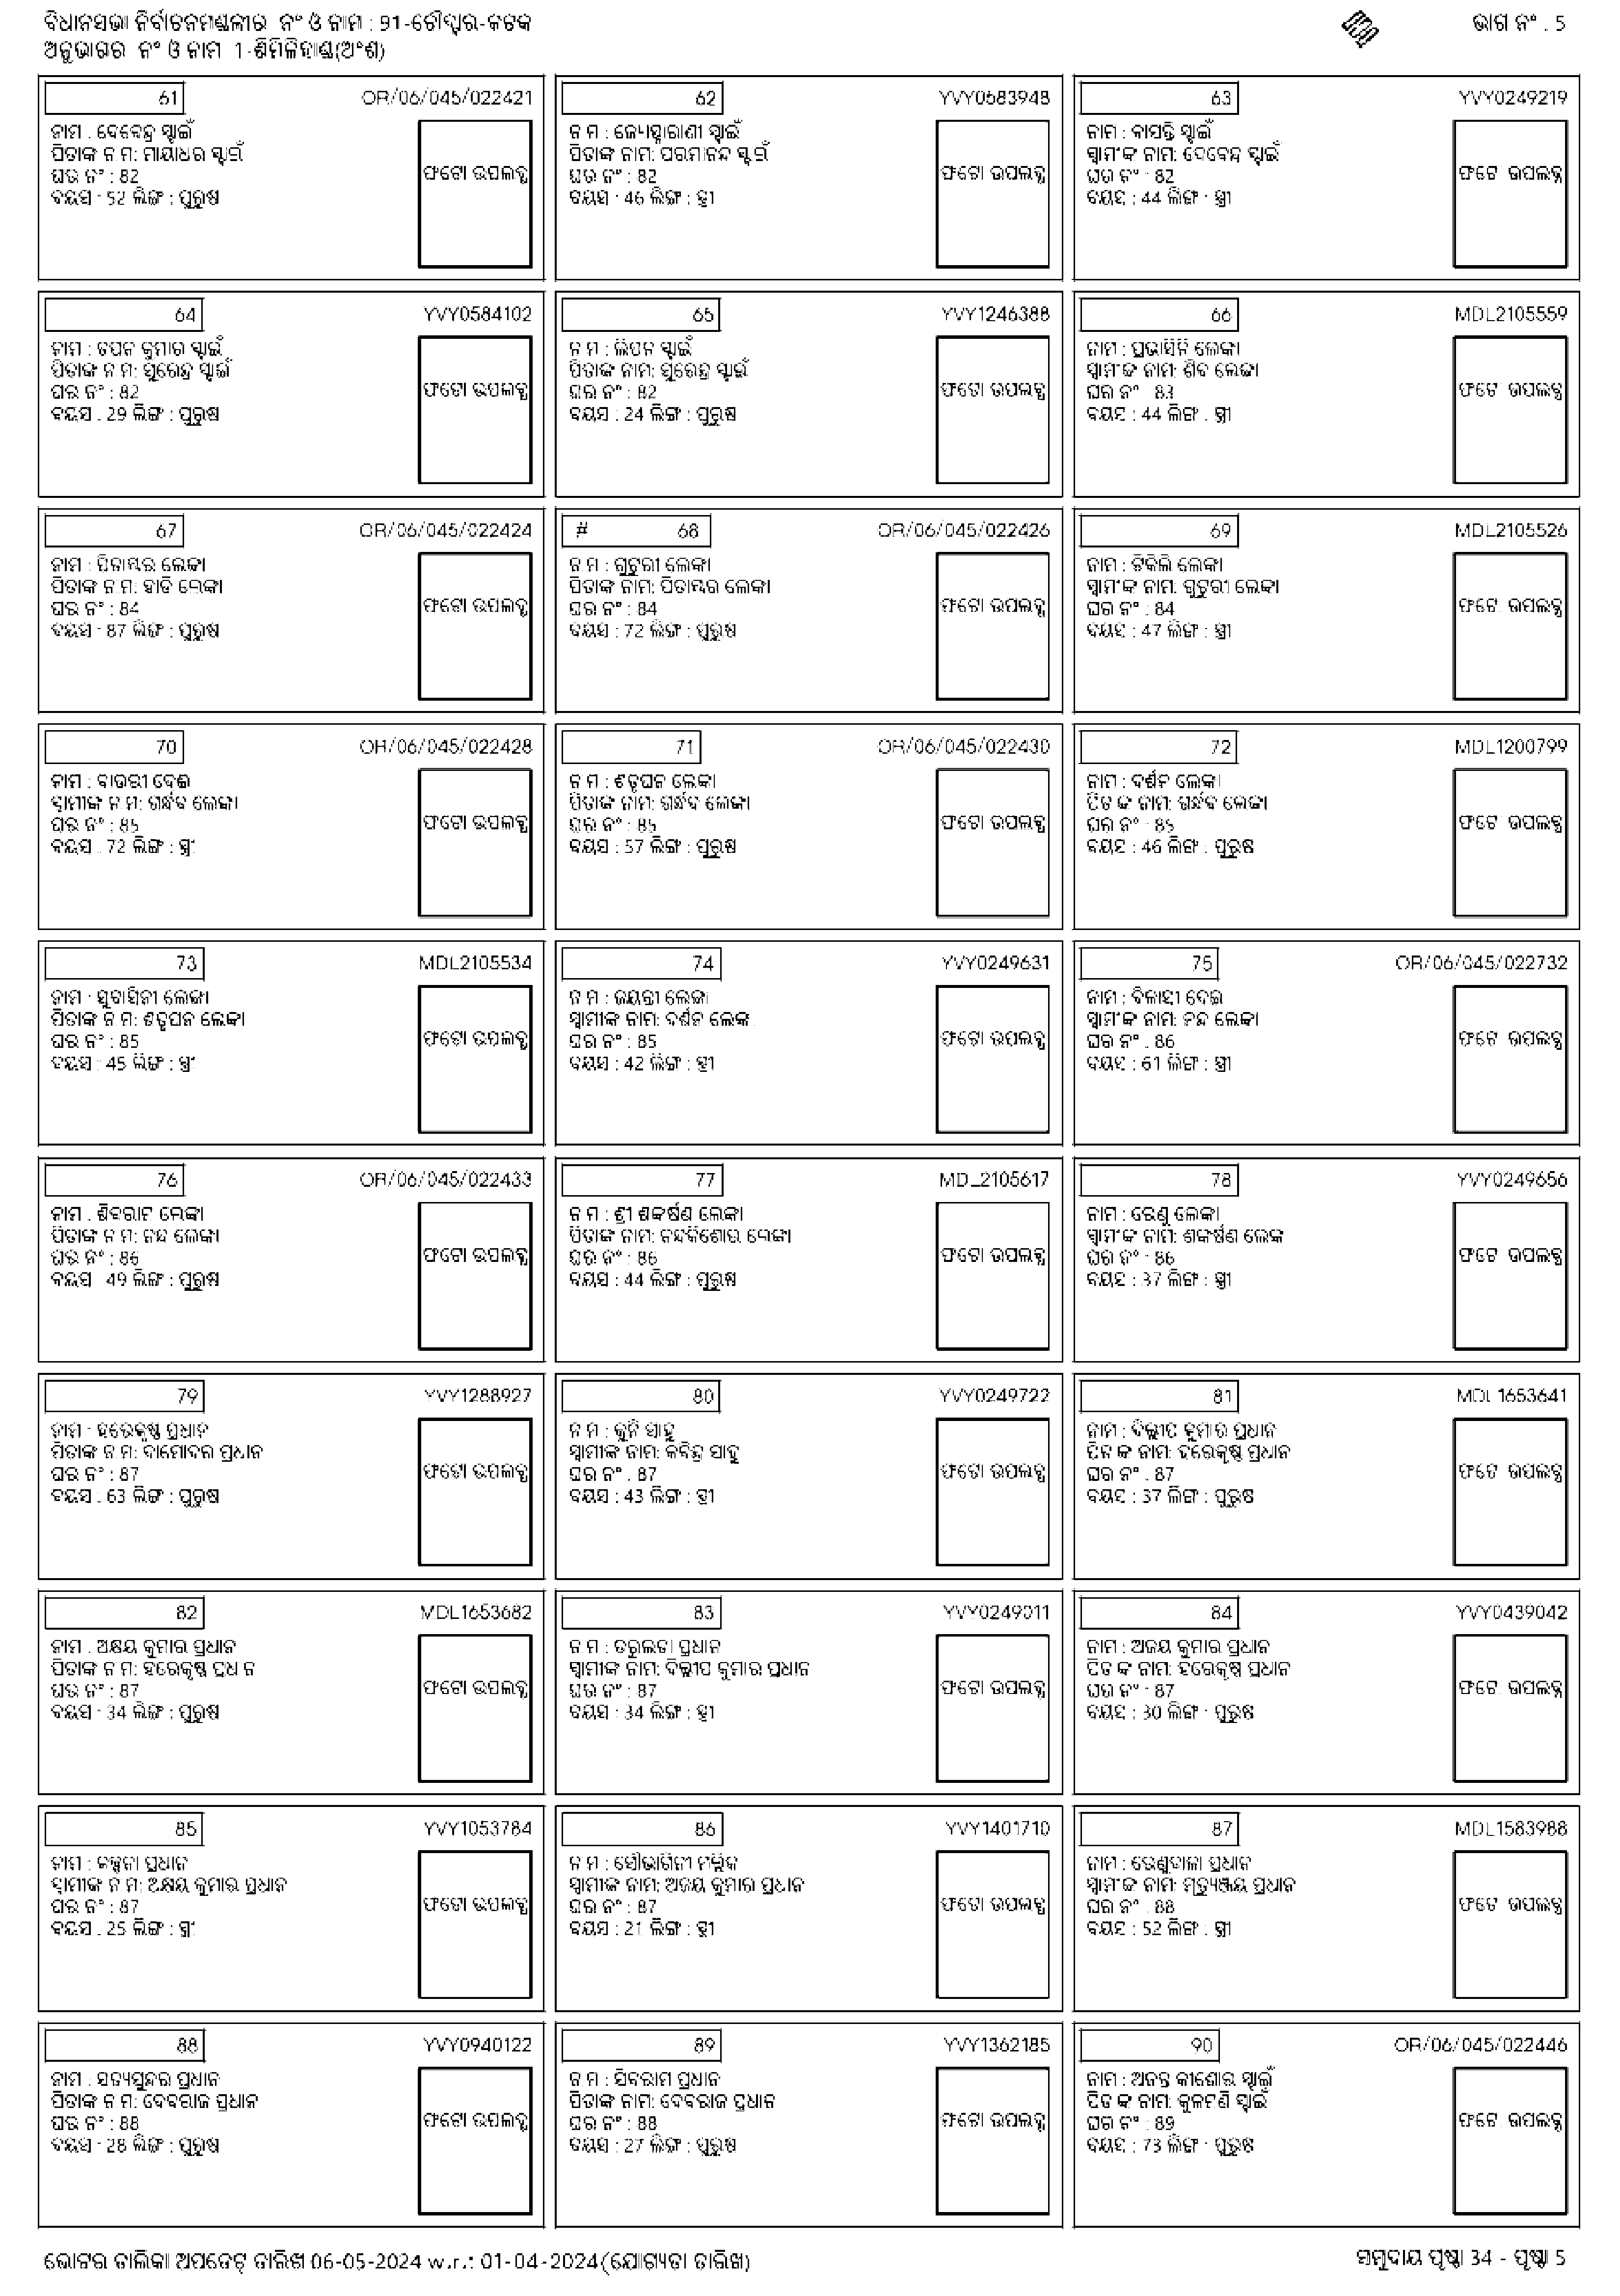 ବିଧାନସଭା ନିର୍ବାଚନମଣ୍ଡଳୀର ନଂ ଓ ନାମ : 91-ଚୌଦ୍ୱାର-କଟକ
ଭାଗ ନଂ . 5
ଅନୁଭାଗର ନଂ ଓ ନାମ 1-ଶିମିଳିହାଣ୍ଡ(ଅଂଶ)
61 OR/06/045/022421
ନାମ : ଦେବେନ୍ଦ୍ର ସ୍ଵାଇଁ
ପିତାଙ୍କ ନାମ: ମାୟାଧର ସ୍ଵାଇଁ
ଘର ନଂ : 82
ବୟସ : 52 ଲିଙ୍ଗ : ପୁରୁଷ
ଫଟୋ ଉପଲବ୍ଧ
62 YVY0583948
ନାମ : ଜ୍ୟୋତ୍ସ୍ନାରାଣୀ ସ୍ଵାଇଁ
ପିତାଙ୍କ ନାମ: ପରମାନନ୍ଦ ସ୍ଵାଇଁ
ଘର ନଂ : 82
ବୟସ : 46 ଲିଙ୍ଗ : ସ୍ତ୍ରୀ
ଫଟୋ ଉପଲବ୍ଧ
63 YVY0249219
ନାମ : ବାସନ୍ତି ସ୍ଵାଇଁ
ସ୍ୱାମୀଙ୍କ ନାମ: ଦେବେନ୍ଦ୍ର ସ୍ଵାଇଁ
ଘର ନଂ : 82
ବୟସ : 44 ଲିଙ୍ଗ : ସ୍ତ୍ରୀ
ଫଟୋ ଉପଲବ୍ଧ
64 YVY0584102
ନାମ : ତପନ କୁମାର ସ୍ଵାଇଁ
ପିତାଙ୍କ ନାମ: ସୁରେନ୍ଦ୍ର ସ୍ଵାଇଁ
ଘର ନଂ : 82
ବୟସ : 29 ଲିଙ୍ଗ : ପୁରୁଷ
ଫଟୋ ଉପଲବ୍ଧ
65 YVY1246388
ନାମ : ଲିପନ ସ୍ଵାଇଁ
ପିତାଙ୍କ ନାମ: ସୁରେନ୍ଦ୍ର ସ୍ଵାଇଁ
ଘର ନଂ : 82
ବୟସ : 24 ଲିଙ୍ଗ : ପୁରୁଷ
ଫଟୋ ଉପଲବ୍ଧ
66 MDL2105559
ନାମ : ପ୍ରଭାସିନି ଲେଙ୍କା
ସ୍ୱାମୀଙ୍କ ନାମ: ଶିବ ଲେଙ୍କା
ଘର ନଂ : 83
ବୟସ : 44 ଲିଙ୍ଗ : ସ୍ତ୍ରୀ
ଫଟୋ ଉପଲବ୍ଧ
67 OR/06/045/022424
ନାମ : ପିତାମ୍ବର ଲେଙ୍କା
ପିତାଙ୍କ ନାମ: ହାଡି ଲେଙ୍କା
ଘର ନଂ : 84
ବୟସ : 87 ଲିଙ୍ଗ : ପୁରୁଷ
ଫଟୋ ଉପଲବ୍ଧ
# 68 OR/06/045/022426
ନାମ : ଗୁଟୁରୀ ଲେଙ୍କା
ପିତାଙ୍କ ନାମ: ପିତାମ୍ବର ଲେଙ୍କା
ଘର ନଂ : 84
ବୟସ : 72 ଲିଙ୍ଗ : ପୁରୁଷ
ଫଟୋ ଉପଲବ୍ଧ
69 MDL2105526
ନାମ : ଟିକିଲି ଲେଙ୍କା
ସ୍ୱାମୀଙ୍କ ନାମ: ଗୁଟୁରୀ ଲେଙ୍କା
ଘର ନଂ : 84
ବୟସ : 47 ଲିଙ୍ଗ : ସ୍ତ୍ରୀ
ଫଟୋ ଉପଲବ୍ଧ
70 OR/06/045/022428
ନାମ : ବାଉରୀ ଦେଈ
ସ୍ୱାମୀଙ୍କ ନାମ: ଗର୍ନ୍ଧବ ଲେଙ୍କା
ଘର ନଂ : 85
ବୟସ : 72 ଲିଙ୍ଗ : ସ୍ତ୍ରୀ
ଫଟୋ ଉପଲବ୍ଧ
71 OR/06/045/022430
ନାମ : ଶତୃଘନ ଲେଙ୍କା
ପିତାଙ୍କ ନାମ: ଗର୍ନ୍ଧବ ଲେଙ୍କା
ଘର ନଂ : 85
ବୟସ : 57 ଲିଙ୍ଗ : ପୁରୁଷ
ଫଟୋ ଉପଲବ୍ଧ
72 MDL1200799
ନାମ : ଦର୍ଶନ ଲେଙ୍କା
ପିତାଙ୍କ ନାମ: ଗର୍ନ୍ଧବ ଲେଙ୍କା
ଘର ନଂ : 85
ବୟସ : 46 ଲିଙ୍ଗ : ପୁରୁଷ
ଫଟୋ ଉପଲବ୍ଧ
73 MDL2105534
ନାମ : ସୁବାସିନୀ ଲେଙ୍କା
ପିତାଙ୍କ ନାମ: ଶତୃଘନ ଲେଙ୍କା
ଘର ନଂ : 85
ବୟସ : 45 ଲିଙ୍ଗ : ସ୍ତ୍ରୀ
ଫଟୋ ଉପଲବ୍ଧ
74 YVY0249631
ନାମ : ଜୟନ୍ତୀ ଲେଙ୍କା
ସ୍ୱାମୀଙ୍କ ନାମ: ଦର୍ଶନ ଲେଙ୍କା
ଘର ନଂ : 85
ବୟସ : 42 ଲିଙ୍ଗ : ସ୍ତ୍ରୀ
ଫଟୋ ଉପଲବ୍ଧ
75 OR/06/045/022732
ନାମ : ବିଳାସୀ ଦେଇ
ସ୍ୱାମୀଙ୍କ ନାମ: ନନ୍ଦ ଲେଙ୍କା
ଘର ନଂ : 86
ବୟସ : 61 ଲିଙ୍ଗ : ସ୍ତ୍ରୀ
ଫଟୋ ଉପଲବ୍ଧ
76 OR/06/045/022433
ନାମ : ଶିବରାମ ଲେଙ୍କା
ପିତାଙ୍କ ନାମ: ନନ୍ଦ ଲେଙ୍କା
ଘର ନଂ : 86
ବୟସ : 49 ଲିଙ୍ଗ : ପୁରୁଷ
ଫଟୋ ଉପଲବ୍ଧ
77 MDL2105617
ନାମ : ଶ୍ରୀ ଶଙ୍କର୍ଷଣ ଲେଙ୍କା
ପିତାଙ୍କ ନାମ: ନନ୍ଦକିଶୋର ଲେଙ୍କା
ଘର ନଂ : 86
ବୟସ : 44 ଲିଙ୍ଗ : ପୁରୁଷ
ଫଟୋ ଉପଲବ୍ଧ
78 YVY0249656
ନାମ : ରେଣୁ ଲେଙ୍କା
ସ୍ୱାମୀଙ୍କ ନାମ: ଶଙ୍କର୍ଷଣ ଲେଙ୍କା
ଘର ନଂ : 86
ବୟସ : 37 ଲିଙ୍ଗ : ସ୍ତ୍ରୀ
ଫଟୋ ଉପଲବ୍ଧ
79 YVY1288927
ନାମ : ହରେକୃଷ୍ଣ ପ୍ରଧାନ
ପିତାଙ୍କ ନାମ: ଦାମୋଦର ପ୍ରଧାନ
ଘର ନଂ : 87
ବୟସ : 63 ଲିଙ୍ଗ : ପୁରୁଷ
ଫଟୋ ଉପଲବ୍ଧ
80 YVY0249722
ନାମ : କୁନି ସାହୁ
ସ୍ୱାମୀଙ୍କ ନାମ: କବିନ୍ଦ୍ର ସାହୁ
ଘର ନଂ : 87
ବୟସ : 43 ଲିଙ୍ଗ : ସ୍ତ୍ରୀ
ଫଟୋ ଉପଲବ୍ଧ
81 MDL1653641
ନାମ : ଦିଲ୍ଲୀପ କୁମାର ପ୍ରଧାନ
ପିତାଙ୍କ ନାମ: ହରେକୃଷ୍ଣ ପ୍ରଧାନ
ଘର ନଂ : 87
ବୟସ : 37 ଲିଙ୍ଗ : ପୁରୁଷ
ଫଟୋ ଉପଲବ୍ଧ
82 MDL1653682
ନାମ : ଅକ୍ଷୟ କୁମାର ପ୍ରଧାନ
ପିତାଙ୍କ ନାମ: ହରେକୃଷ୍ଣ ପ୍ରଧାନ
ଘର ନଂ : 87
ବୟସ : 34 ଲିଙ୍ଗ : ପୁରୁଷ
ଫଟୋ ଉପଲବ୍ଧ
83 YVY0249011
ନାମ : ତରୁଲତା ପ୍ରଧାନ
ସ୍ୱାମୀଙ୍କ ନାମ: ଦିଲ୍ଲୀପ କୁମାର ପ୍ରଧାନ
ଘର ନଂ : 87
ବୟସ : 34 ଲିଙ୍ଗ : ସ୍ତ୍ରୀ
ଫଟୋ ଉପଲବ୍ଧ
84 YVY0439042
ନାମ : ଅଜୟ କୁମାର ପ୍ରଧାନ
ପିତାଙ୍କ ନାମ: ହରେକୃଷ୍ଣ ପ୍ରଧାନ
ଘର ନଂ : 87
ବୟସ : 30 ଲିଙ୍ଗ : ପୁରୁଷ
ଫଟୋ ଉପଲବ୍ଧ
85 YVY1053784
ନାମ : କଳ୍ପନା ପ୍ରଧାନ
ସ୍ୱାମୀଙ୍କ ନାମ: ଅକ୍ଷୟ କୁମାର ପ୍ରଧାନ
ଘର ନଂ : 87
ବୟସ : 25 ଲିଙ୍ଗ : ସ୍ତ୍ରୀ
ଫଟୋ ଉପଲବ୍ଧ
86 YVY1401710
ନାମ : ସୌଭାଗିନୀ ମଲ୍ଲିକ
ସ୍ୱାମୀଙ୍କ ନାମ: ଅଜୟ କୁମାର ପ୍ରଧାନ
ଘର ନଂ : 87
ବୟସ : 21 ଲିଙ୍ଗ : ସ୍ତ୍ରୀ
ଫଟୋ ଉପଲବ୍ଧ
87 MDL1583988
ନାମ : ରେଣୁବାଳା ପ୍ରଧାନ
ସ୍ୱାମୀଙ୍କ ନାମ: ମୃତ୍ୟୁଞ୍ଜୟ ପ୍ରଧାନ
ଘର ନଂ : 88
ବୟସ : 52 ଲିଙ୍ଗ : ସ୍ତ୍ରୀ
ଫଟୋ ଉପଲବ୍ଧ
88 YVY0940122
ନାମ : ସତ୍ୟସୁନ୍ଦର ପ୍ରଧାନ
ପିତାଙ୍କ ନାମ: ଦେବରାଜ ପ୍ରଧାନ
ଘର ନଂ : 88
ବୟସ : 28 ଲିଙ୍ଗ : ପୁରୁଷ
ଫଟୋ ଉପଲବ୍ଧ
89 YVY1362185
ନାମ : ସିବରାମ ପ୍ରଧାନ
ପିତାଙ୍କ ନାମ: ଦେବରାଜ ପ୍ରଧାନ
ଘର ନଂ : 88
ବୟସ : 27 ଲିଙ୍ଗ : ପୁରୁଷ
ଫଟୋ ଉପଲବ୍ଧ
90 OR/06/045/022446
ନାମ : ଅନନ୍ତ କୀଶୋର ସ୍ଵାଇଁ
ପିତାଙ୍କ ନାମ: କୁଳମଣି ସ୍ଵାଇଁ
ଘର ନଂ : 89
ବୟସ : 73 ଲିଙ୍ଗ : ପୁରୁଷ
ଫଟୋ ଉପଲବ୍ଧ
ଭୋଟର ତାଲିକା ଅପଡେଟ୍ ତାରିଖ 06-05-2024 w.r.: 01-04-2024(ଯୋଗ୍ୟତା ତାରିଖ)
ସମୁଦାୟ ପୃଷ୍ଠା 34 - ପୃଷ୍ଠା 5